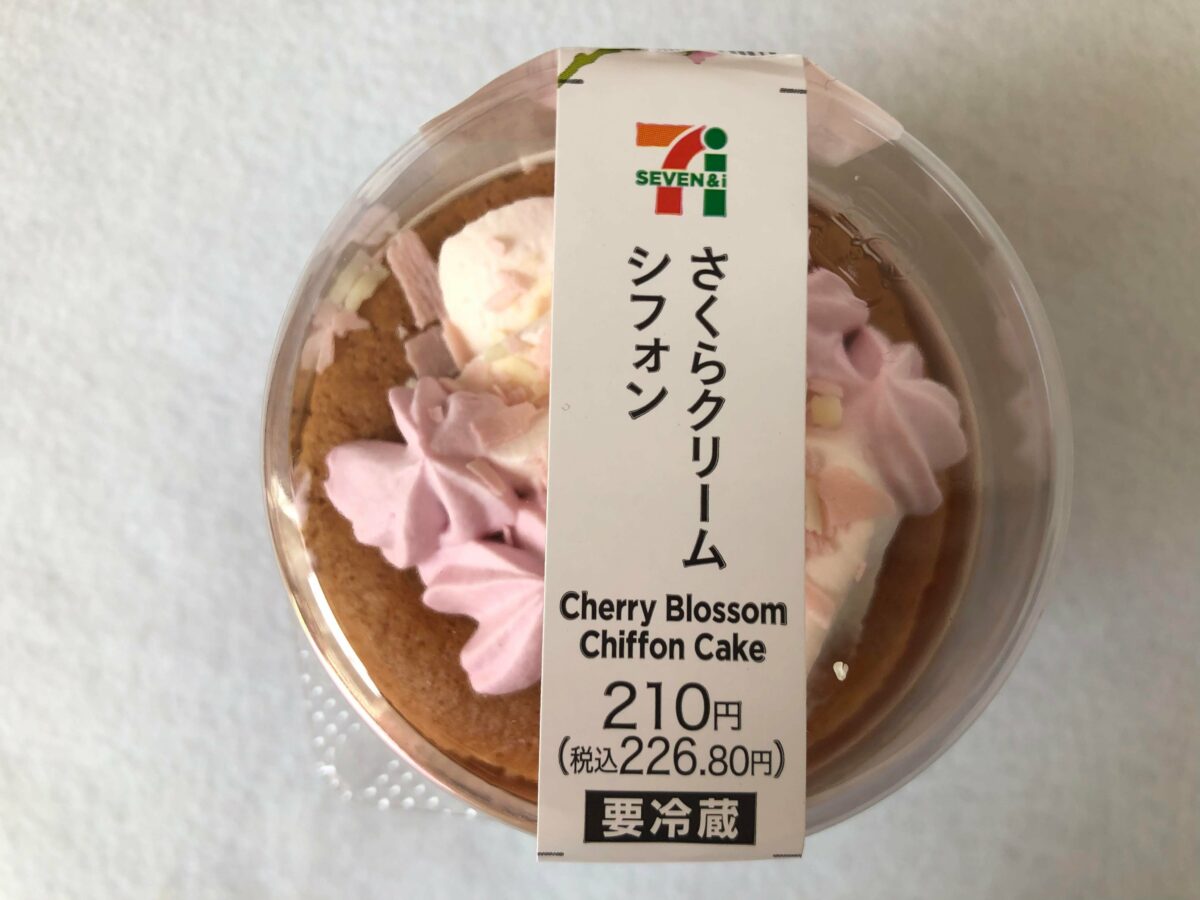 SEVEN&i
さくらクリーム
シフォン
Cherry Blossom
Chiffon Cake
210円
(税込226.80円)
要冷蔵